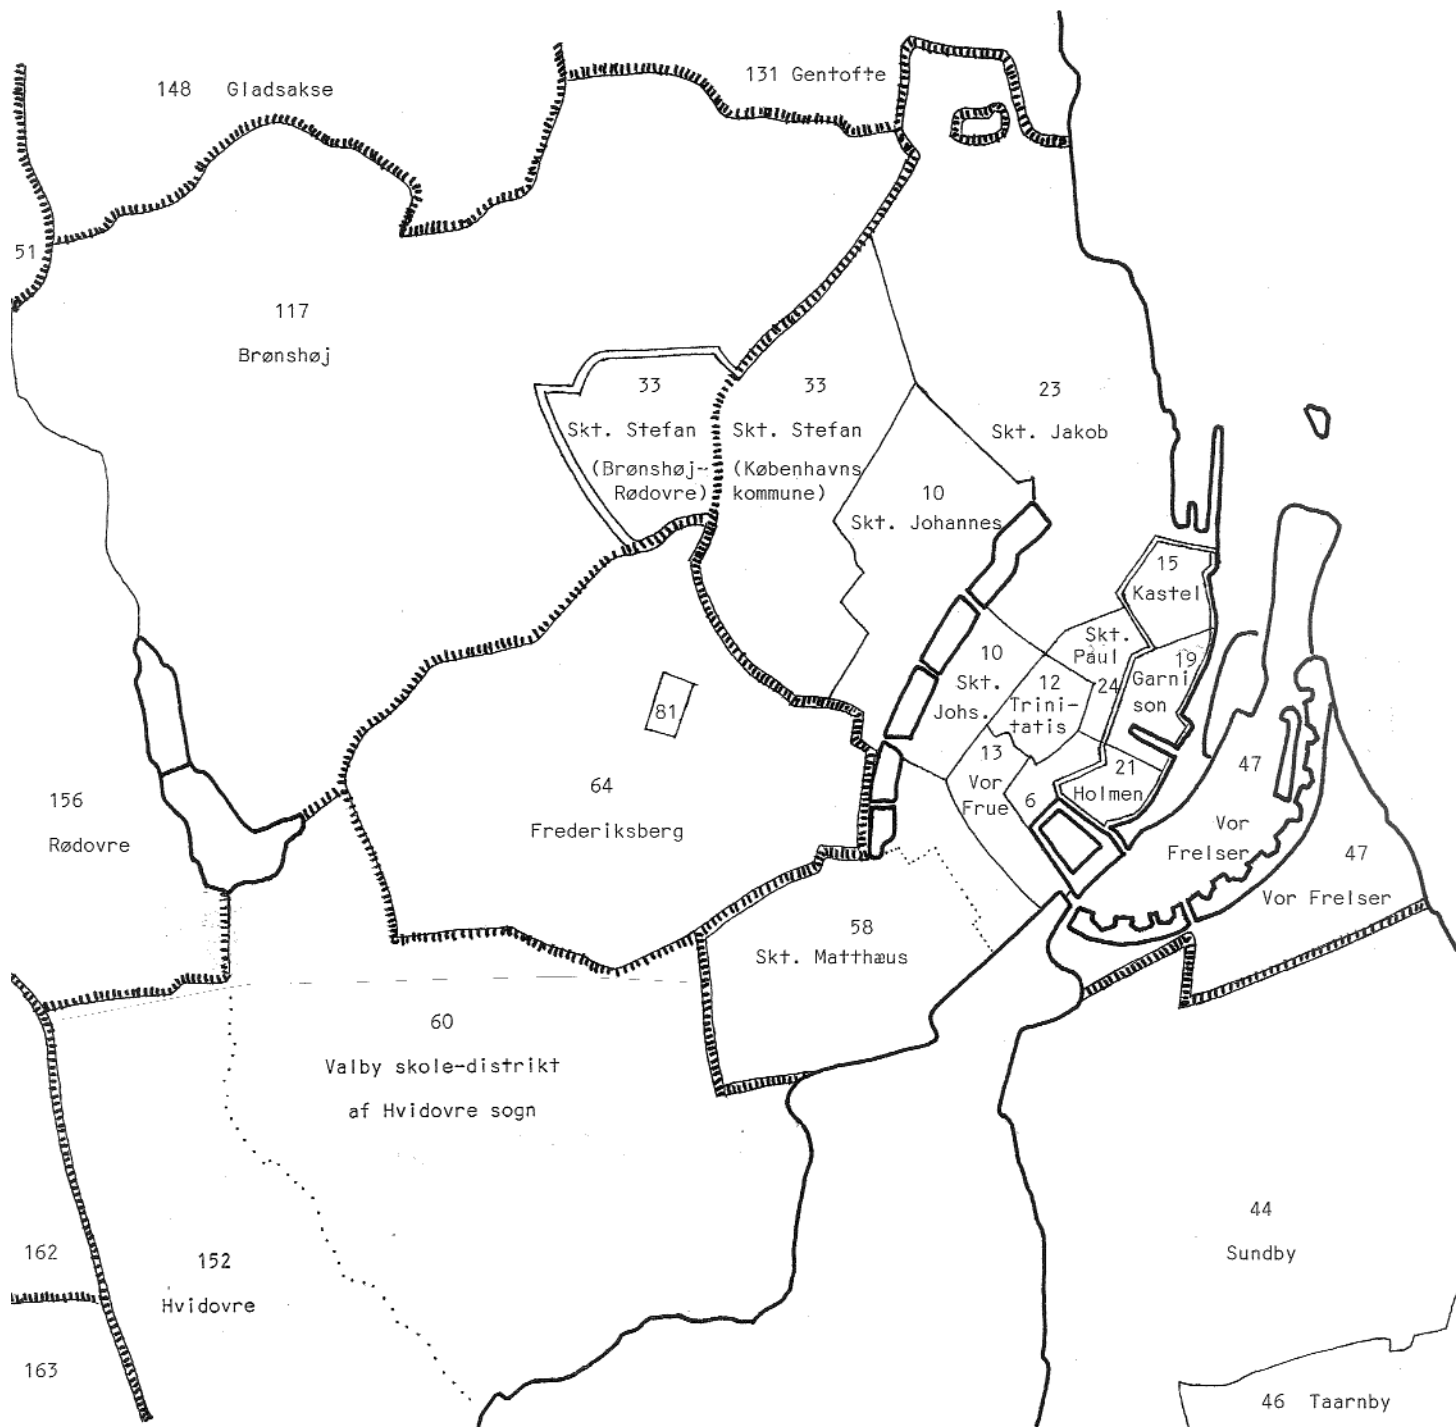 131 Gentofte
148 Gladsakse
51
117
Brønshøj
33
Skt. Stefan
(Brønshøj-
Rødovre)
33
Skt. Stefan
(Københavns
kommune)
23
Skt. Jakob
10
Skt. Johannes
15
Kastel
Skt.
Paul
24
19
Garni
son
10
Skt.
Johs.
12
Trini-
tatis
13
Vor
Frue
6
21
Holmen
47
Vor
Frelser
47
Vor Frelser
81
64
Frederiksberg
156
Rødovre
58
Skt. Matthæus
60
Valby skole-distrikt
af Hvidovre sogn
44
Sundby
162
152
Hvidovre
163
46 Taarnby